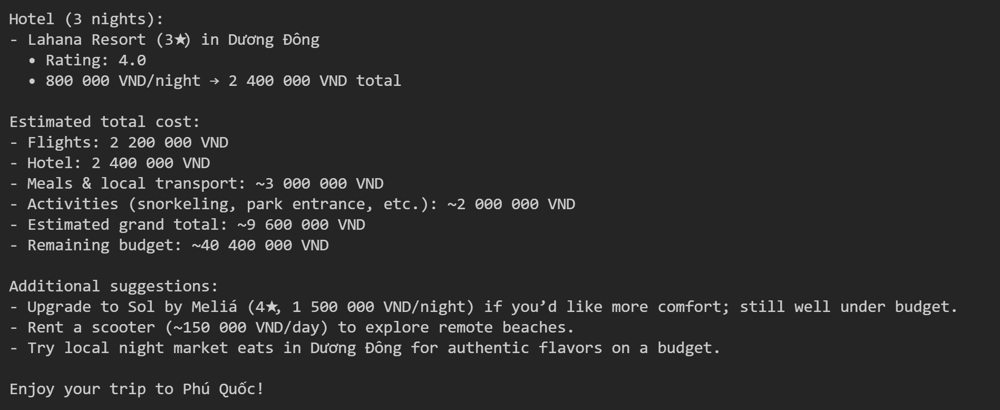 Hotel (3 nights):
- Lahana Resort (3★) in Dương Đông
• Rating: 4.0
• 800 000 VND/night → 2 400 000 VND total
Estimated total cost:
- Flights: 2 200 000 VND
- Hotel: 2 400 000 VND
- Meals & local transport: ~3 000 000 VND
- Activities (snorkeling, park entrance, etc.): ~2 000 000 VND
- Estimated grand total: ~9 600 000 VND
- Remaining budget: ~40 400 000 VND
Additional suggestions:
- Upgrade to Sol by Meliá (4★, 1 500 000 VND/night) if you’d like more comfort; still well under budget.
- Rent a scooter (~150 000 VND/day) to explore remote beaches.
- Try local night market eats in Dương Đông for authentic flavors on a budget.
Enjoy your trip to Phú Quốc!